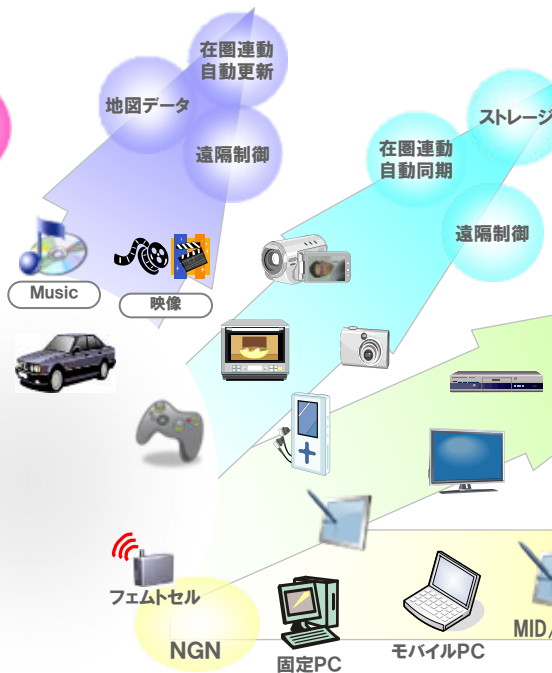 在圏連動
自動更新
地図データ
遠隔制御
ストレージ
在圏連動
自動同期
遠隔制御
Music
映像
フェムトセル
NGN
固定PC
モバイルPC
MID/